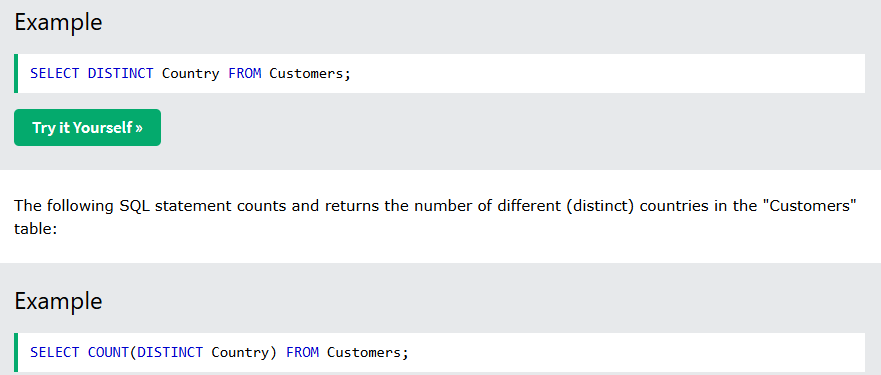 Example
SELECT DISTINCT Country FROM Customers;
Try it Yourself »
The following SQL statement counts and returns the number of different (distinct) countries in the "Customers"
table:
Example
SELECT COUNT(DISTINCT Country) FROM Customers;